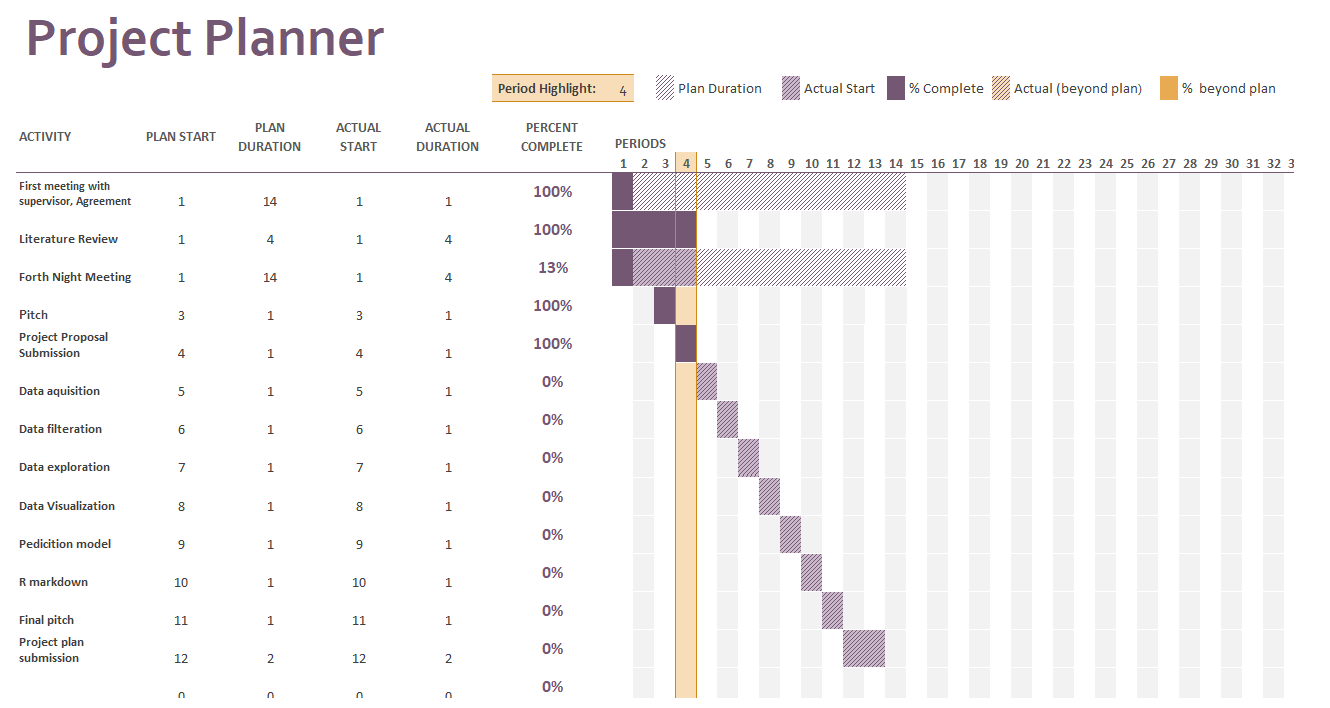 Project Planner
Period Highlight: 4 Plan Duration Actual Start % Complete Actual (beyond plan) % beyond plan
ACTIVITY PLAN START PLAN DURATION ACTUAL START ACTUAL DURATION PERCENT COMPLETE PERIODS
1 2 3 4 5 6 7 8 9 10 11 12 13 14 15 16 17 18 19 20 21 22 23 24 25 26 27 28 29 30 31 32 3
First meeting with
supervisor, Agreement 1 14 1 1 100%
Literature Review 1 4 1 4 100%
Forth Night Meeting 1 14 1 4 13%
Pitch 3 1 3 1 100%
Project Proposal
Submission 4 1 4 1 100%
Data aquisition 5 1 5 1 0%
Data filteration 6 1 6 1 0%
Data exploration 7 1 7 1 0%
Data Visualization 8 1 8 1 0%
Pedicition model 9 1 9 1 0%
R markdown 10 1 10 1 0%
Final pitch 11 1 11 1 0%
Project plan
submission 12 2 12 2 0%
0 0 0 0 0%